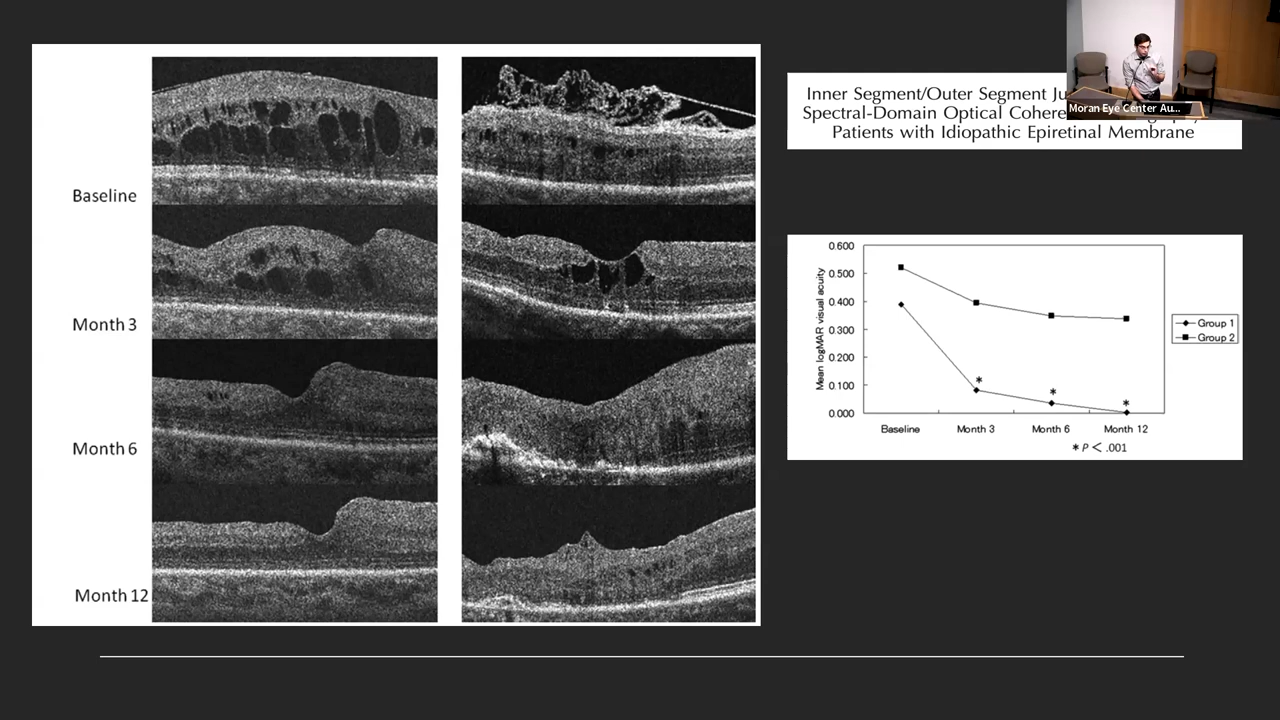 Baseline
Month 3
Month 6
Month 12
Inner Segment/Outer Segment
Spectral-Domain Optical
Patients with Idiopathic Epiretinal Membrane
Moran Eye Center Au...
Mean logMAR visual acuity
0.600
0.500
0.400
0.300
0.200
0.100
0.000
*
*
*
Baseline
Month 3
Month 6
Month 12
* P < .001
Group 1
Group 2